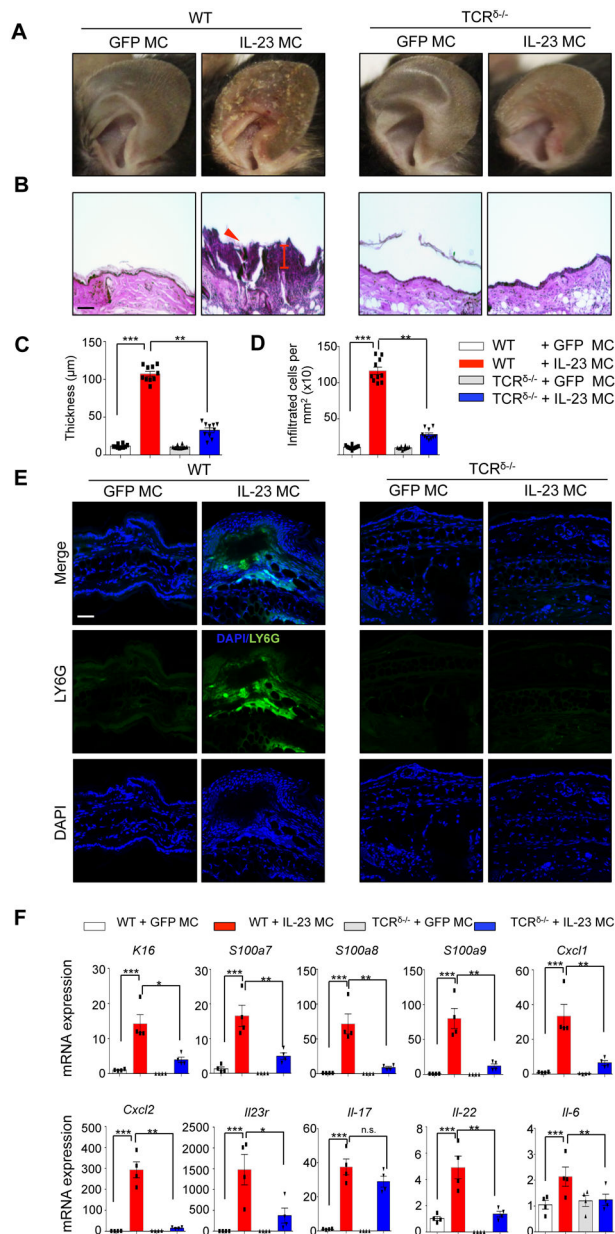 A
WT
TCRδ-/-
GFP MC
IL-23 MC
GFP MC
IL-23 MC
B
C
Thickness (µm)
150
100
50
0
***
**
D
Infiltrated cells per
mm² (x10)
150
100
50
0
***
**
WT + GFP MC
WT + IL-23 MC
TCRδ-/- + GFP MC
TCRδ-/- + IL-23 MC
E
WT
TCRδ-/-
GFP MC
IL-23 MC
GFP MC
IL-23 MC
Merge
DAPI/LY6G
LY6G
DAPI
F
WT + GFP MC
WT + IL-23 MC
TCRδ-/- + GFP MC
TCRδ-/- + IL-23 MC
mRNA expression
K16
30
20
10
0
***
*
S100a7
30
20
10
0
***
**
S100a8
150
100
50
0
***
**
S100a9
150
100
50
0
***
**
Cxcl1
60
40
20
0
***
**
mRNA expression
Cxcl2
500
400
300
200
100
0
***
**
Il23r
2500
2000
1500
1000
500
0
***
*
Il-17
60
40
20
0
***
n.s.
Il-22
8
6
4
2
0
***
**
Il-6
6
4
2
0
***
**